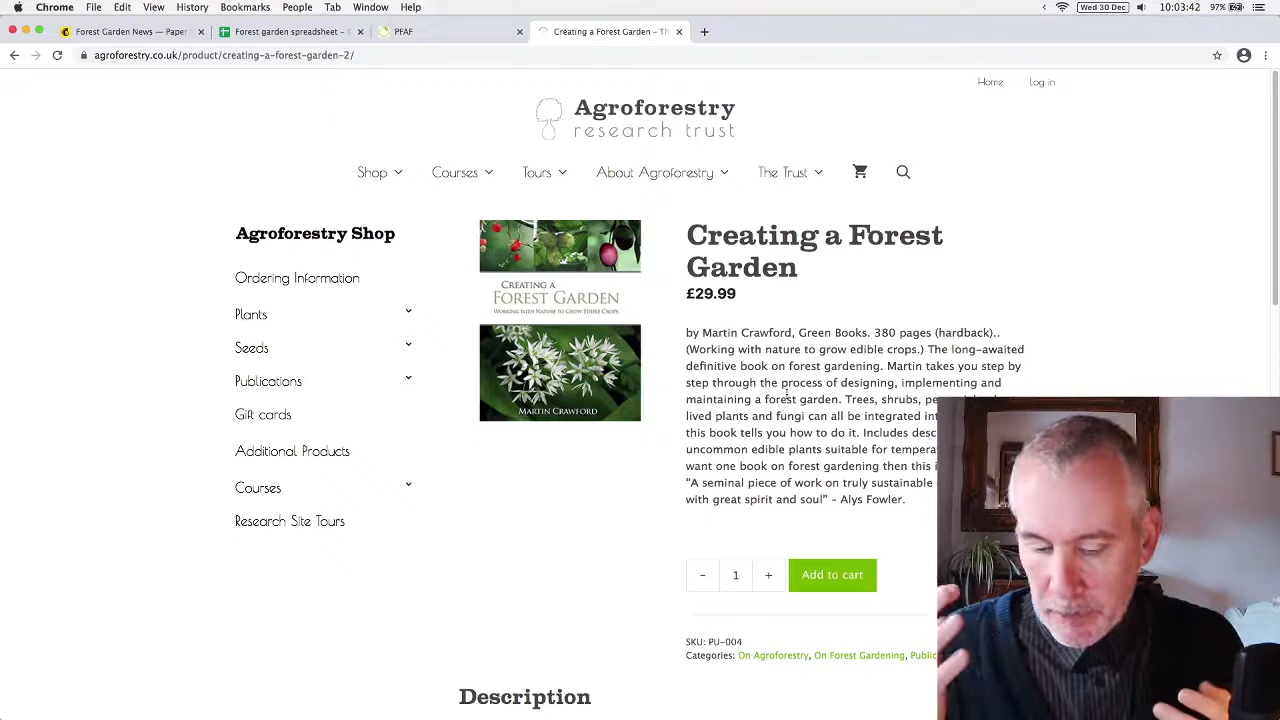 Chrome File Edit View History Bookmarks People Tab Window Help Wed 30 Dec 10:03:42 97%
Forest Garden News — Paper Forest garden spreadsheet – G PFAF Creating a Forest Garden – Th
agroforestry.co.uk/product/creating-a-forest-garden-2/
Home Log in
Agroforestry
research trust
Shop Courses Tours About Agroforestry The Trust
Agroforestry Shop
Ordering Information
Plants
Seeds
Publications
Gift cards
Additional Products
Courses
Research Site Tours
CREATING A
FOREST GARDEN
WORKING WITH NATURE TO GROW EDIBLE CROPS
MARTIN CRAWFORD
Creating a Forest
Garden
£29.99
by Martin Crawford, Green Books. 380 pages (hardback)..
(Working with nature to grow edible crops.) The long-awaited
definitive book on forest gardening. Martin takes you step by
step through the process of designing, implementing and
maintaining a forest garden. Trees, shrubs,
lived plants and fungi can all be integrated
this book tells you how to do it. Includes
uncommon edible plants suitable for
want one book on forest gardening then this
"A seminal piece of work on truly sustainable
with great spirit and soul" – Alys Fowler.
- 1 + Add to cart
SKU: PU-004
Categories: On Agroforestry, On Forest Gardening,
Description